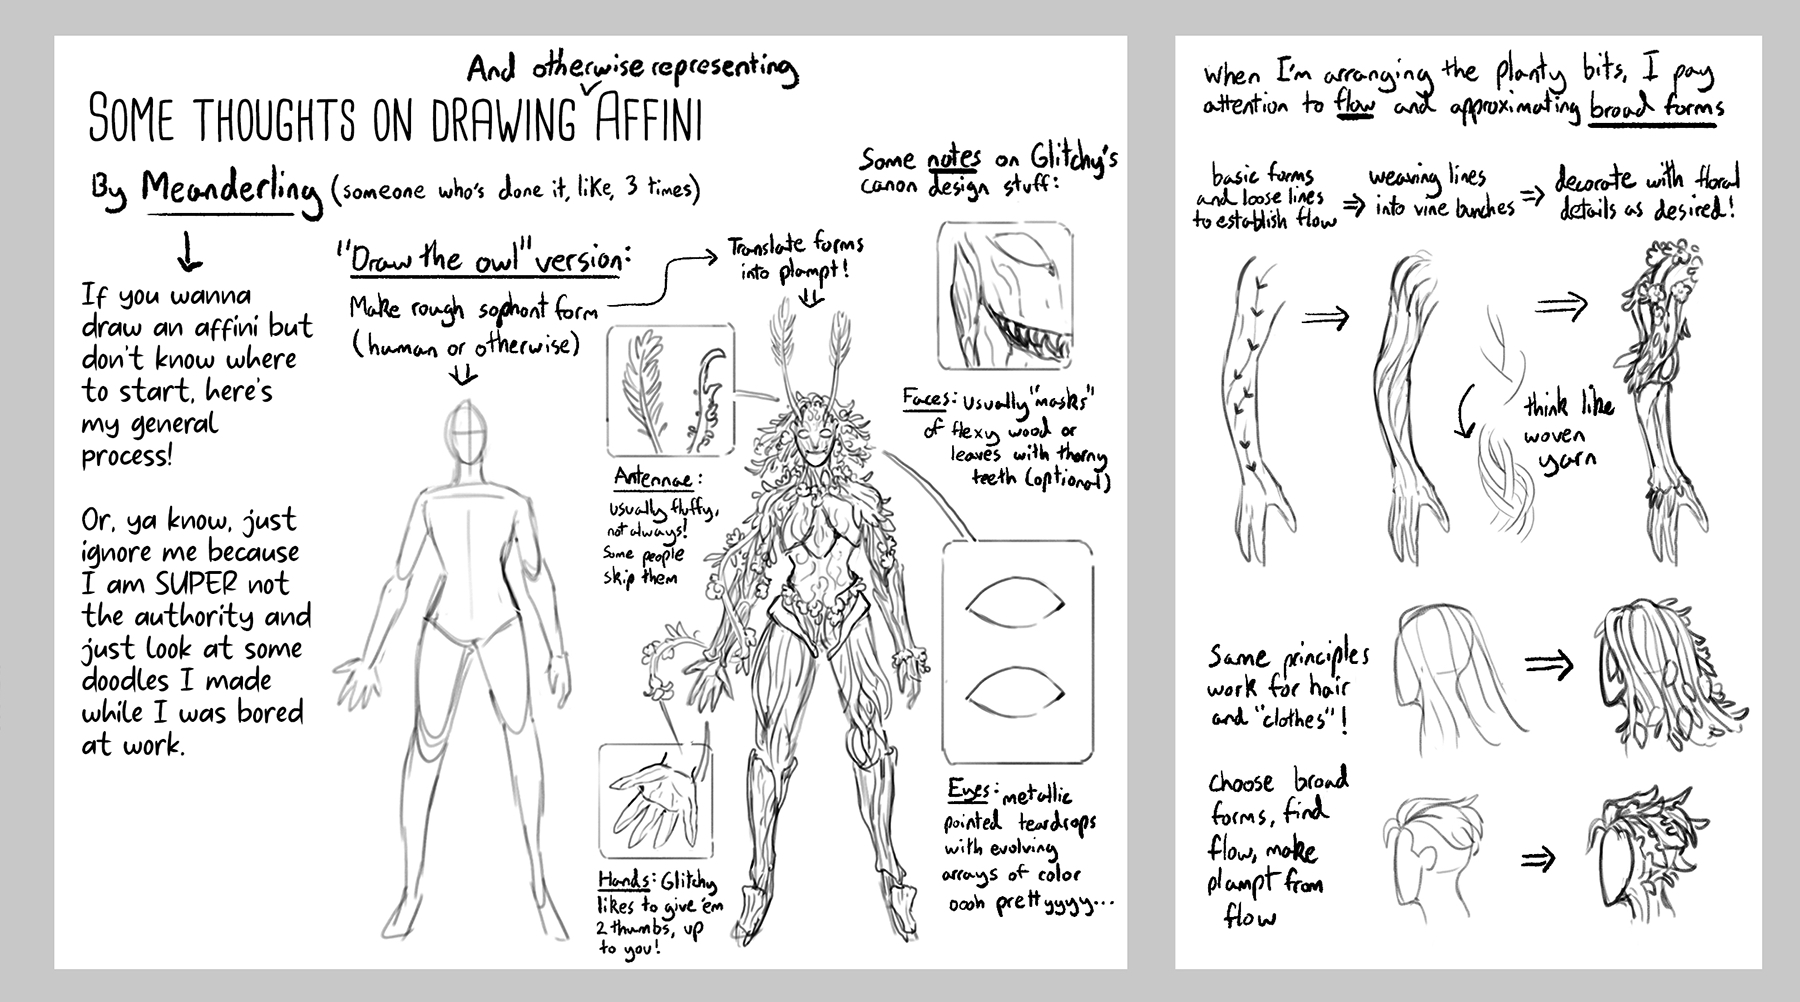 And otherwise representing
SOME THOUGHTS ON DRAWING AFFINI
By Meanderling (someone who's done it, like, 3 times)
If you wanna
draw an affini but
don't know where
to start, here's
my general
process!
Or, ya know, just
ignore me because
I am SUPER not
the authority and
just look at some
doodles I made
while I was bored
at work.
"Draw the owl" version:
Make rough sophont form
(human or otherwise)
Translate forms
into plampt!
Some notes on Glitchy's
canon design stuff:
Antennae:
usually fluffy,
not always!
Some people
skip them
Faces: usually "masks"
of flexy wood or
leaves with thorny
teeth (optional)
Hands: Glitchy
likes to give 'em
2 thumbs, up
to you!
Eyes: metallic
pointed teardrops
with evolving
arrays of color
oooh prettyyyy...
When I'm arranging the planty bits, I pay
attention to flow and approximating broad forms
basic forms
and loose lines
to establish flow
weaving lines
into vine bunches
decorate with floral
details as desired!
think like
woven
yarn
Same principles
work for hair
and "clothes"!
choose broad
forms, find
flow, make
plampt from
flow